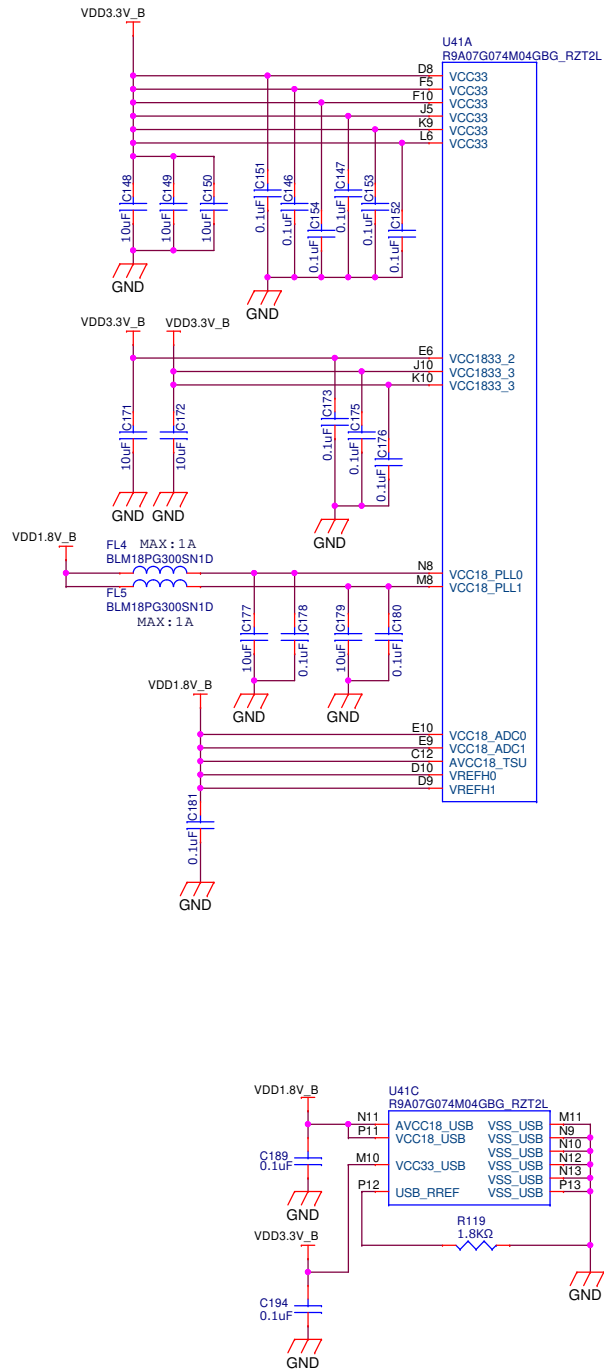 VDD3.3V_B
U41A
R9A07G074M04GBG_RZT2L
D8 VCC33
F5 VCC33
F10 VCC33
J5 VCC33
K9 VCC33
L6 VCC33
C148 10uF
C149 10uF
C150 10uF
C151 0.1uF
C146 0.1uF
C154 0.1uF
C147 0.1uF
C153 0.1uF
C152 0.1uF
GND
GND
VDD3.3V_B
VDD3.3V_B
E6 VCC1833_2
J10 VCC1833_3
K10 VCC1833_3
C171 10uF
C172 10uF
C173 0.1uF
C175 0.1uF
C176 0.1uF
GND
GND
GND
VDD1.8V_B
FL4 MAX:1A
BLM18PG300SN1D
FL5
BLM18PG300SN1D
MAX:1A
N8 VCC18_PLL0
M8 VCC18_PLL1
C177 10uF
C178 0.1uF
C179 10uF
C180 0.1uF
GND
GND
VDD1.8V_B
E10 VCC18_ADC0
E9 VCC18_ADC1
C12 AVCC18_TSU
D10 VREFH0
D9 VREFH1
C181 0.1uF
GND
VDD1.8V_B
U41C
R9A07G074M04GBG_RZT2L
N11 AVCC18_USB VSS_USB M11
P11 VCC18_USB VSS_USB N9
VSS_USB N10
M10 VCC33_USB VSS_USB N12
VSS_USB N13
P12 USB_RREF VSS_USB P13
C189
0.1uF
GND
R119
1.8KΩ
VDD3.3V_B
GND
C194
0.1uF
GND